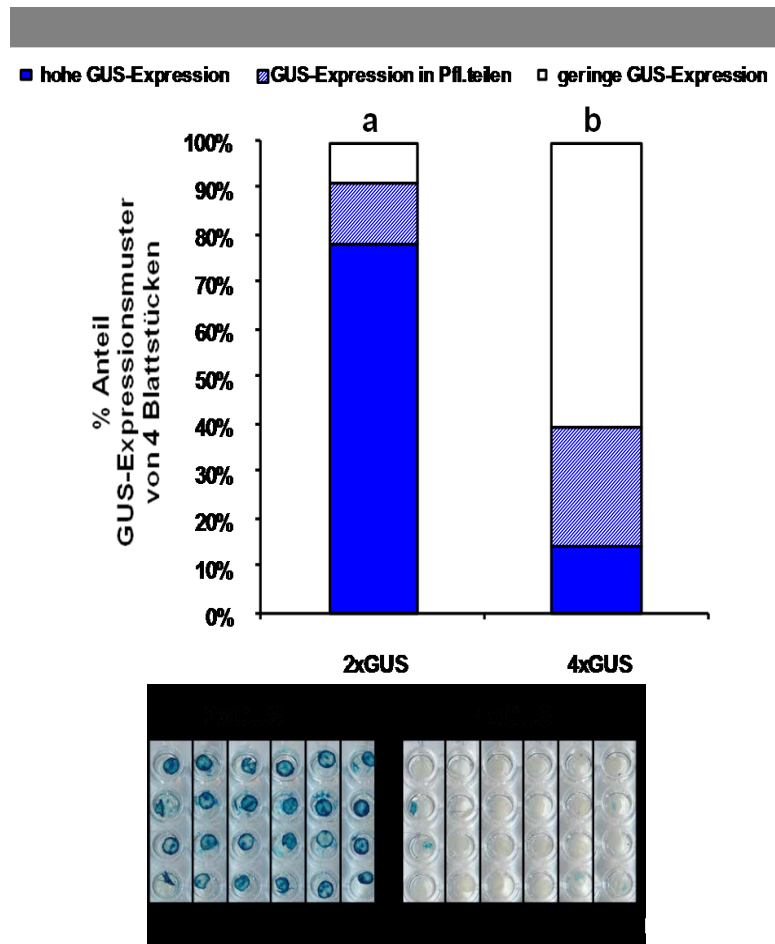 hohe GUS-Expression GUS-Expression in Pfl.teilen geringe GUS-Expression
a b
100%
90%
80%
70%
60%
50%
40%
30%
20%
10%
0%
% Anteil
GUS-Expressionsmuster
von 4 Blattstücken
2xGUS 4xGUS